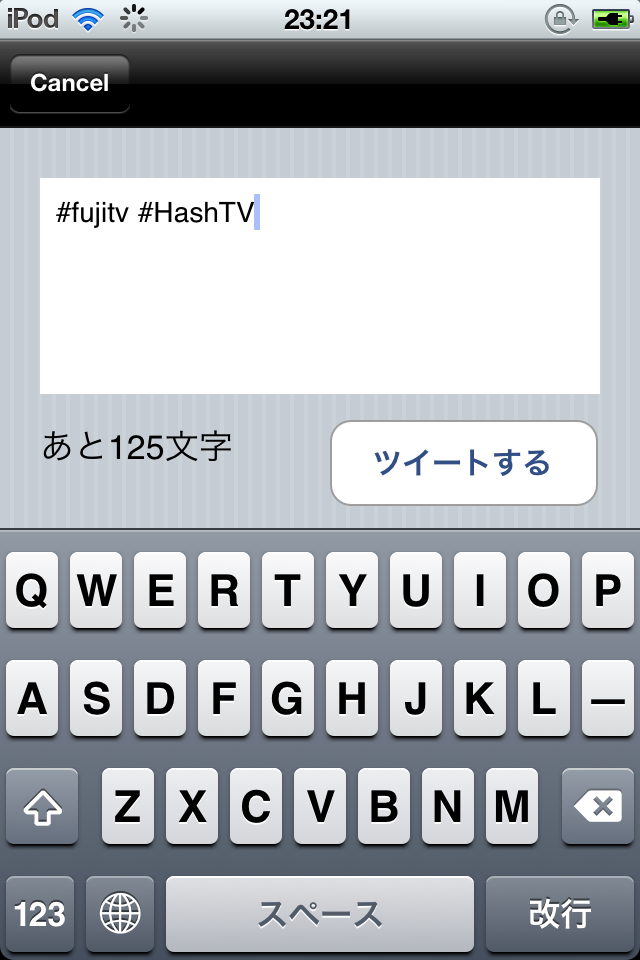 iPod 23:21
Cancel
#fujitv #HashTV
あと125文字
ツイートする
Q W E R T Y U I O P
A S D F G H J K L ー
Z X C V B N M
123 スペース 改行